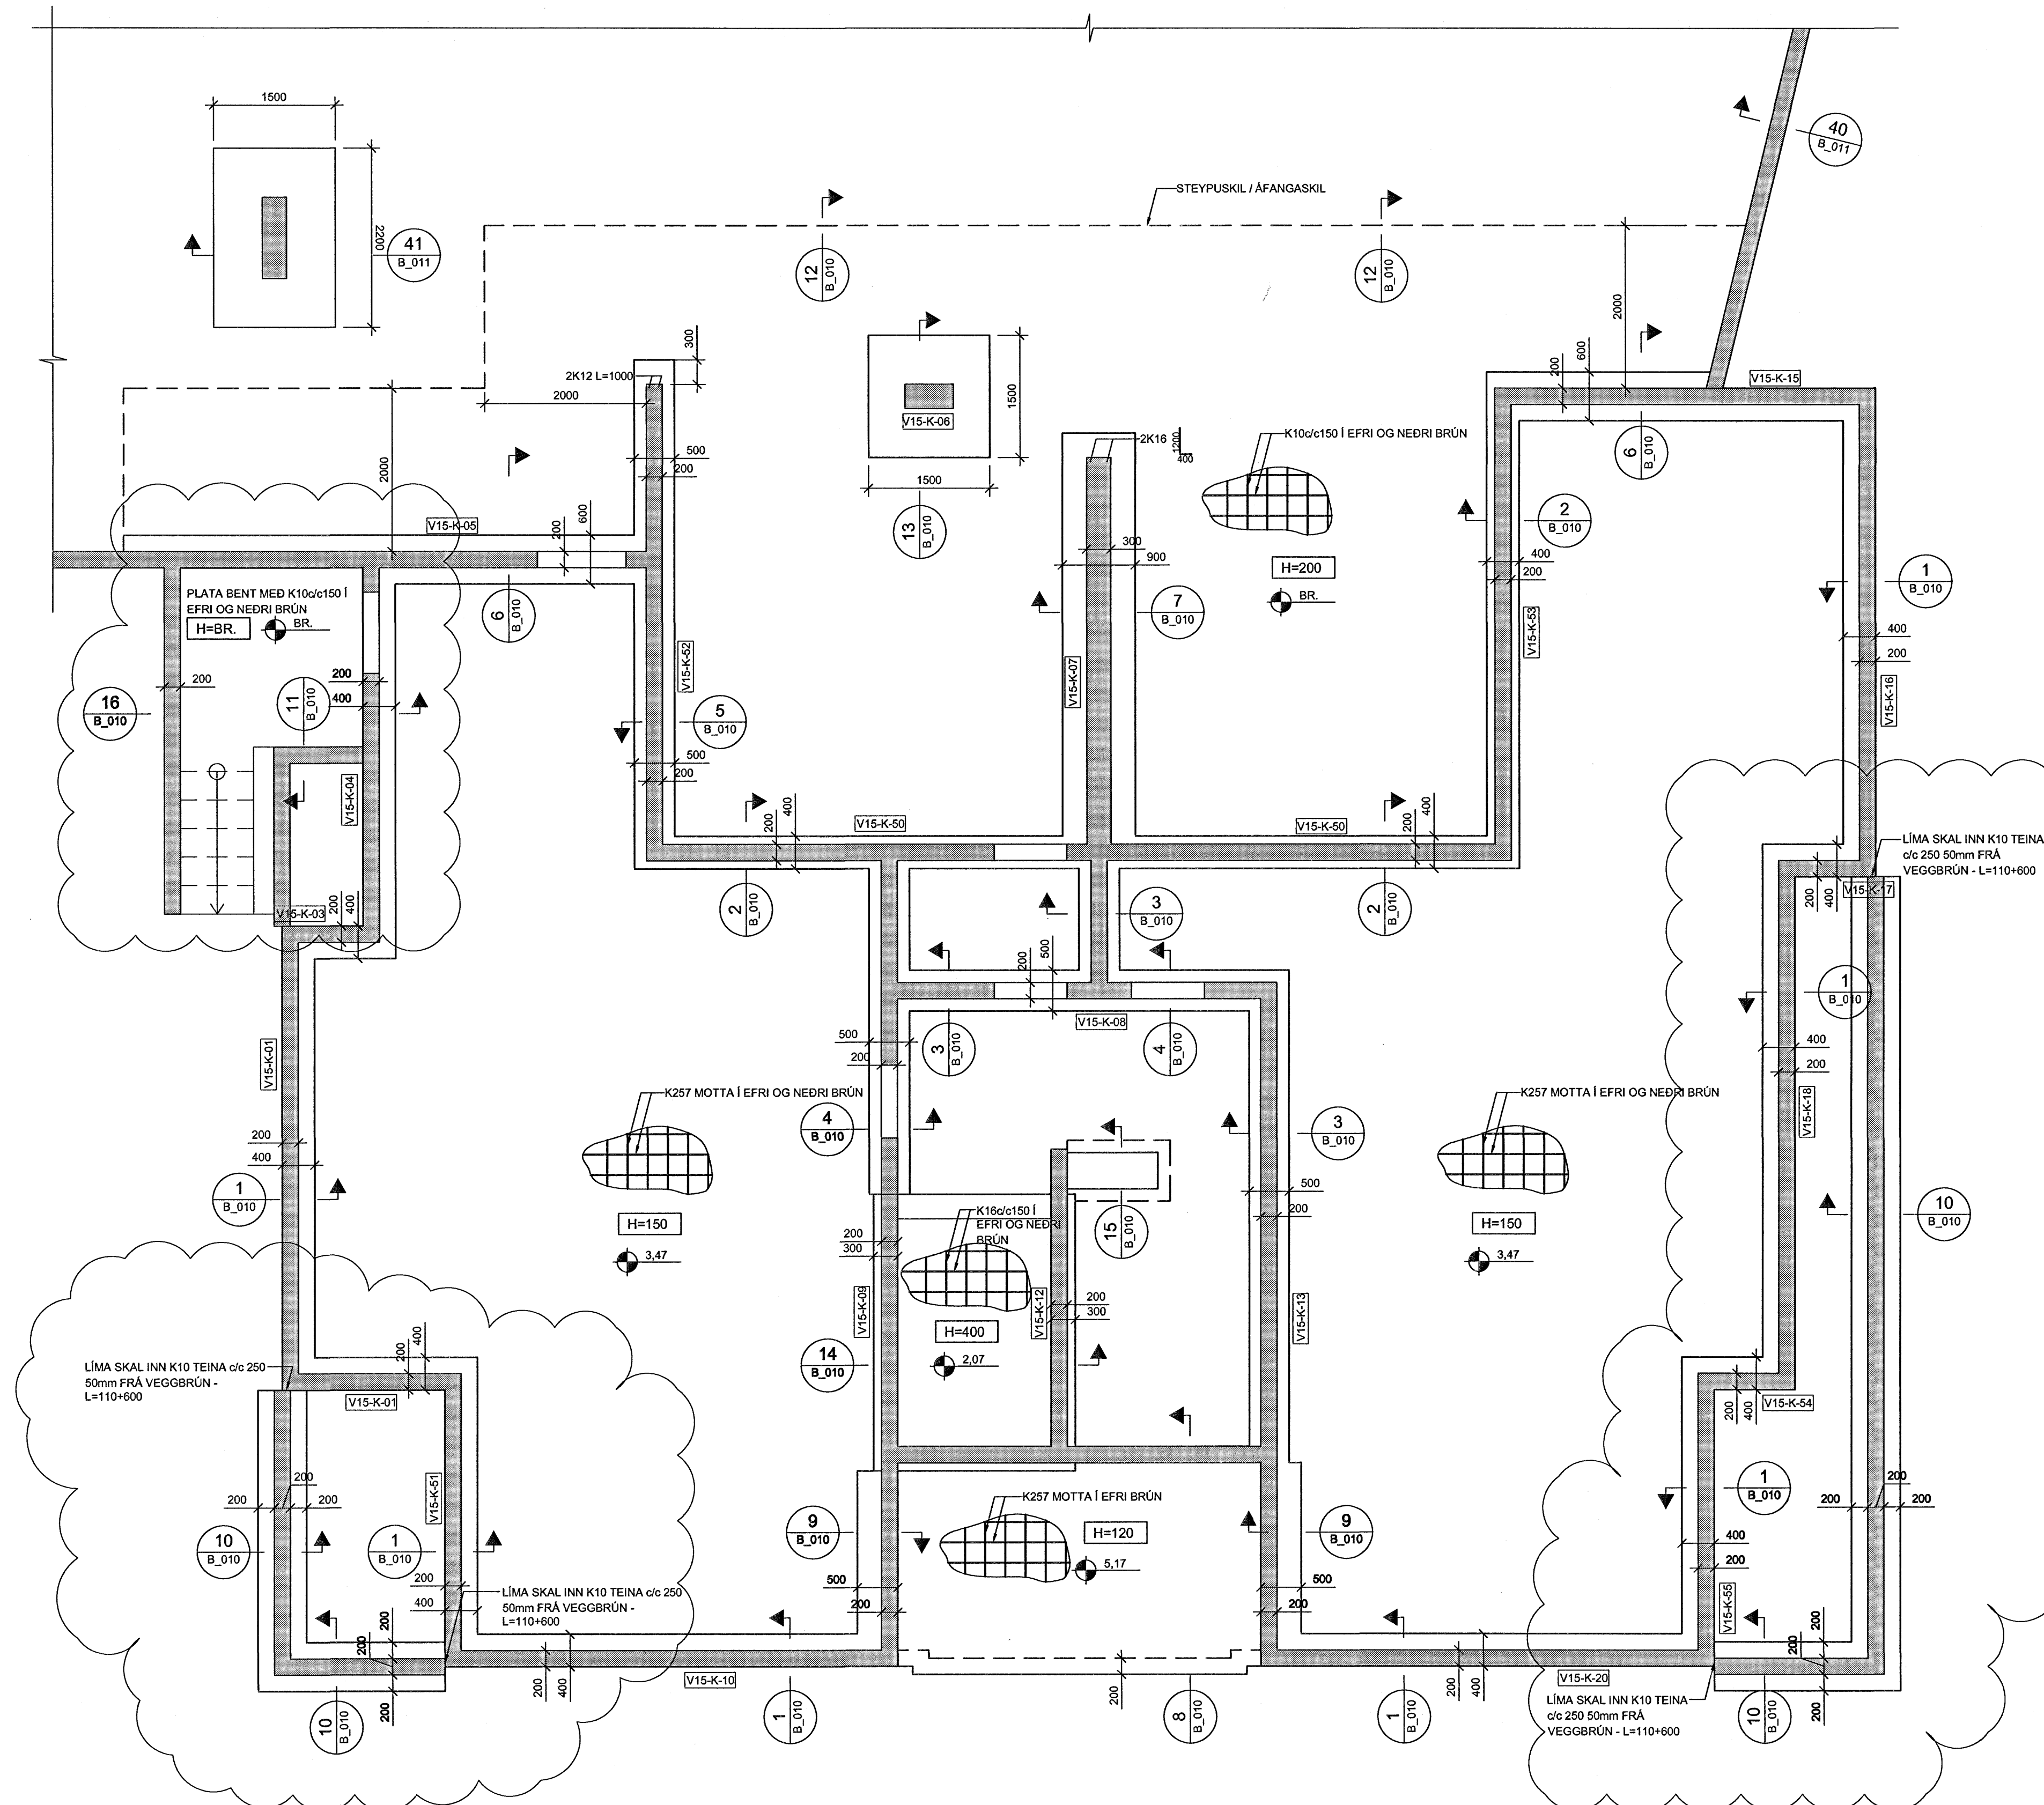 1500
2200
41
B_011
STEYPUSKIL / ÁFANGASKIL
40
B_011
12
B_010
12
B_010
2000
300
2K12 L=1000
2000
1500
V15-K-06
1500
13
B_010
2K16
1200
400
K10c/c150 Í EFRI OG NEÐRI BRÚN
200
600
V15-K-15
6
B_010
2000
500
200
V15-K-05
200
600
300
900
H=200
BR.
2
B_010
400
200
V15-K-53
1
B_010
400
200
V15-K-16
PLATA BENT MEÐ K10c/c150 Í
EFRI OG NEÐRI BRÚN
H=BR.
BR.
6
B_010
7
B_010
V15-K-07
V15-K-52
16
B_010
200
11
B_010
200
400
5
B_010
500
200
V15-K-04
200
400
V15-K-50
V15-K-50
200
400
LÍMA SKAL INN K10 TEINA
c/c 250 50mm FRÁ
VEGGBRÚN - L=110+600
V15-K-17
200
400
V15-K-03
200
400
2
B_010
3
B_010
2
B_010
200
500
1
B_010
V15-K-01
500
200
3
B_010
V15-K-08
4
B_010
400
200
V15-K-18
K257 MOTTA Í EFRI OG NEÐRI BRÚN
K257 MOTTA Í EFRI OG NEÐRI BRÚN
4
B_010
3
B_010
200
400
1
B_010
500
200
H=150
3,47
K16c/c150 Í
EFRI OG NEÐRI
BRÚN
15
B_010
H=150
3,47
10
B_010
200
300
V15-K-09
V15-K-12
200
300
V15-K-13
H=400
2,07
14
B_010
LÍMA SKAL INN K10 TEINA c/c 250
50mm FRÁ VEGGBRÚN -
L=110+600
200
400
V15-K-01
200
400
V15-K-54
200
200
200
V15-K-51
K257 MOTTA Í EFRI BRÚN
H=120
5,17
1
B_010
200
200
200
10
B_010
1
B_010
9
B_010
9
B_010
400
200
V15-K-55
200
400
LÍMA SKAL INN K10 TEINA c/c 250
50mm FRÁ VEGGBRÚN -
L=110+600
500
200
500
200
200
200
200
200
200
200
200
400
V15-K-10
200
200
400
V15-K-20
10
B_010
1
B_010
8
B_010
1
B_010
LÍMA SKAL INN K10 TEINA
c/c 250 50mm FRÁ
VEGGBRÚN - L=110+600
10
B_010